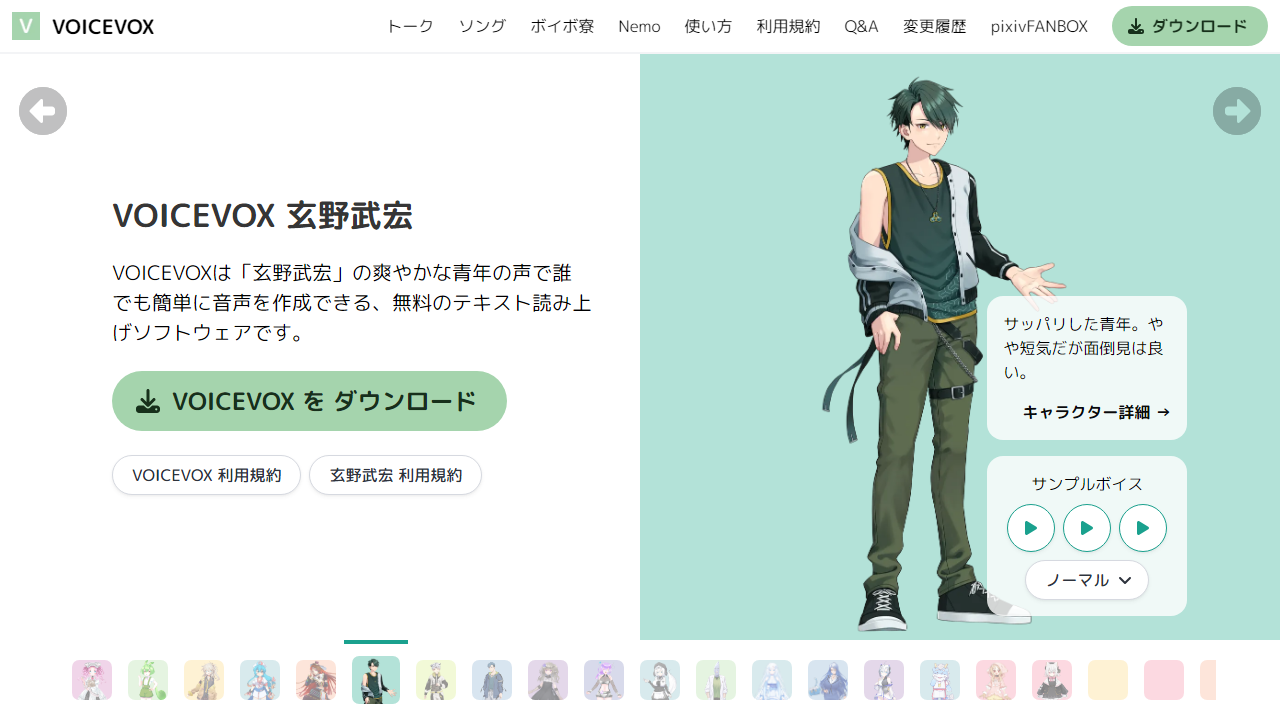 V VOICEVOX トーク ソング ボイボ寮 Nemo 使い方 利用規約 Q&A 変更履歴 pixivFANBOX ダウンロード
VOICEVOX 玄野武宏
VOICEVOXは「玄野武宏」の爽やかな青年の声で誰
でも簡単に音声を作成できる、無料のテキスト読み上
げソフトウェアです。
VOICEVOX を ダウンロード
VOICEVOX 利用規約 玄野武宏 利用規約
サッパリした青年。や
や短気だが面倒見は良
い。
キャラクター詳細 →
サンプルボイス
ノーマル